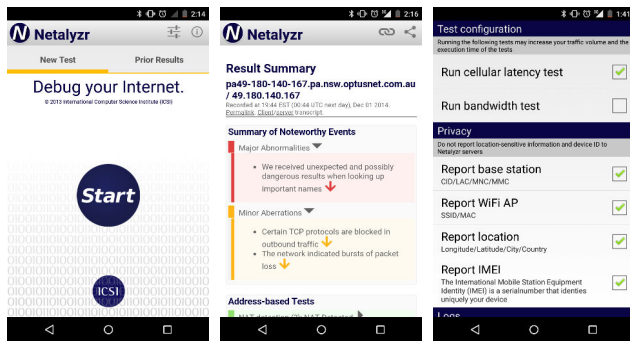 2:14
Netalyzr
New Test
Prior Results
Debug your Internet.
© 2013 International Computer Science Institute (ICSI)
Start
ICSI
2:16
Netalyzr
Result Summary
pa49-180-140-167.pa.nsw.optusnet.com.au
/ 49.180.140.167
Recorded at 19:44 EST (00:44 UTC next day), Dec 01 2014.
Permalink. Client/server transcript.
Summary of Noteworthy Events
Major Abnormalities
• We received unexpected and possibly
dangerous results when looking up
important names
Minor Aberrations
• Certain TCP protocols are blocked in
outbound traffic
• The network indicated bursts of packet
loss
Address-based Tests
NAT detection (?): NAT Detected
1:41
Test configuration
Running the following tests may increase your traffic volume and the
execution time of the tests
Run cellular latency test
Run bandwidth test
Privacy
Do not report location-sensitive information and device ID to
Netalyzr servers
Report base station
CID/LAC/MNC/MMC
Report WiFi AP
SSID/MAC
Report location
Longitude/Latitude/City/Country
Report IMEI
The International Mobile Station Equipment
Identity (IMEI) is a serialnumber that identies
uniquely your device
Logs